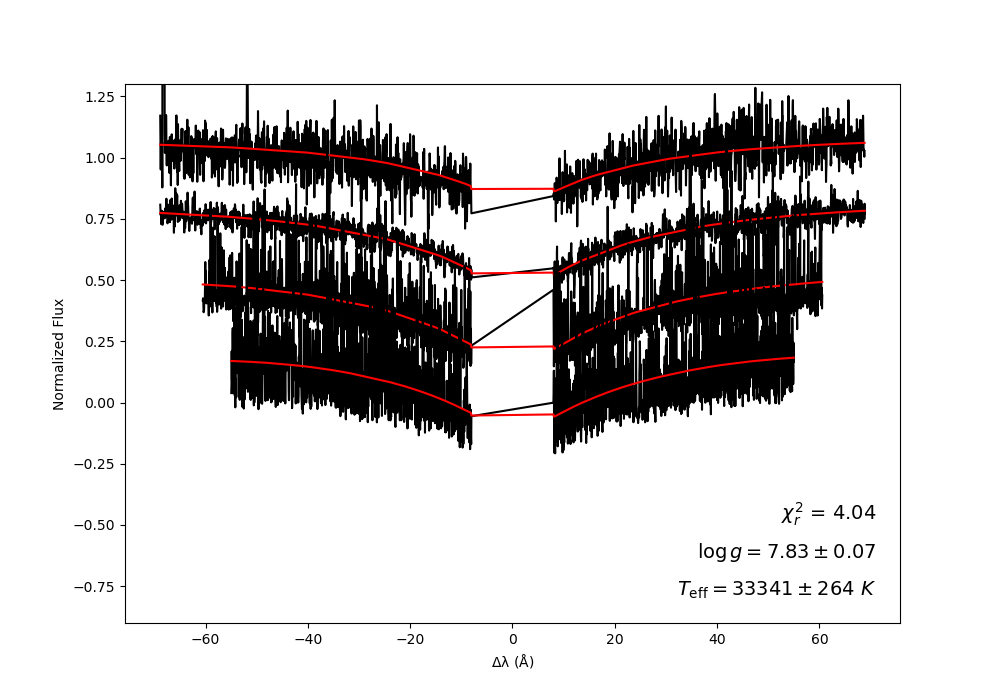 1.25
1.00
0.75
0.50
0.25
0.00
−0.25
−0.50
−0.75
Normalized Flux
χ²ᵣ = 4.04
log g = 7.83 ± 0.07
T_eff = 33341 ± 264 K
−60 −40 −20 0 20 40 60
Δλ (Å)